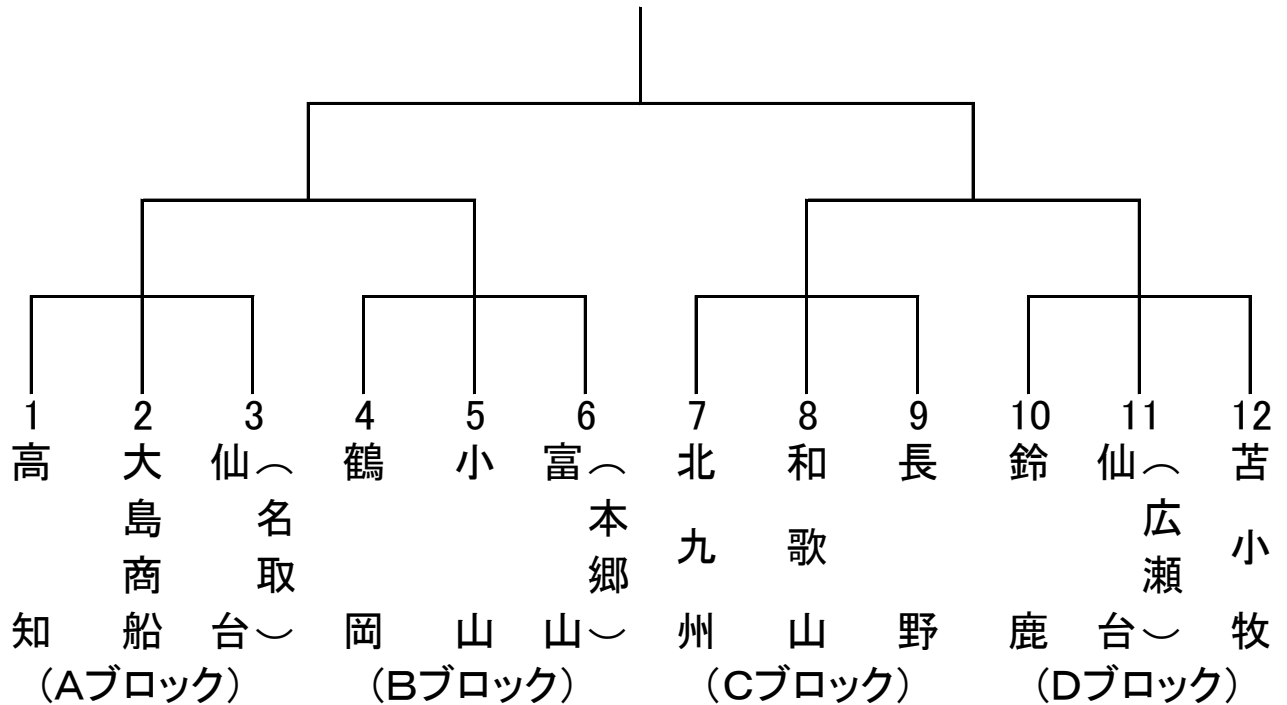 1 2 3 4 5 6 7 8 9 10 11 12
高知
大島商船
仙台
(名取)
鶴岡
小山
富山
(本郷)
北九州
和歌山
長野
鈴鹿
仙台
(広瀬)
苫小牧
(Aブロック)
(Bブロック)
(Cブロック)
(Dブロック)